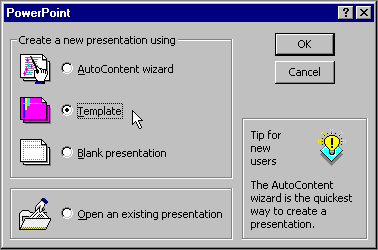 PowerPoint
Create a new presentation using
AutoContent wizard
Template
Blank presentation
Open an existing presentation
OK
Cancel
Tip for
new
users
The AutoContent
wizard is the quickest
way to create a
presentation.